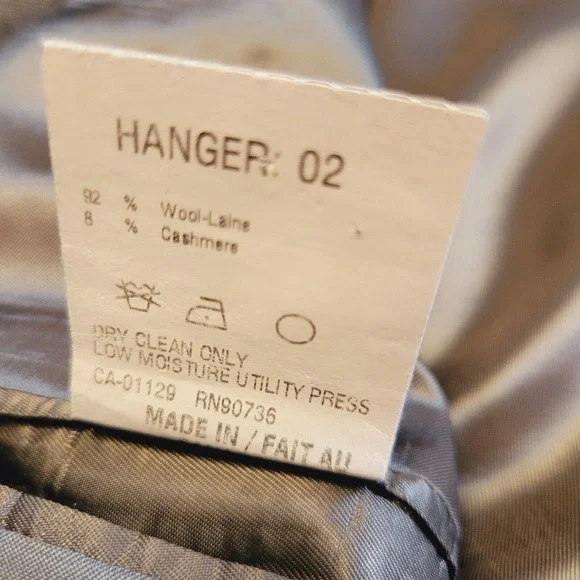 HANGER: 02
92 % Wool-Laine
8 % Cashmere
DRY CLEAN ONLY
LOW MOISTURE UTILITY PRESS
CA-01129 RN90736
MADE IN / FAIT AU